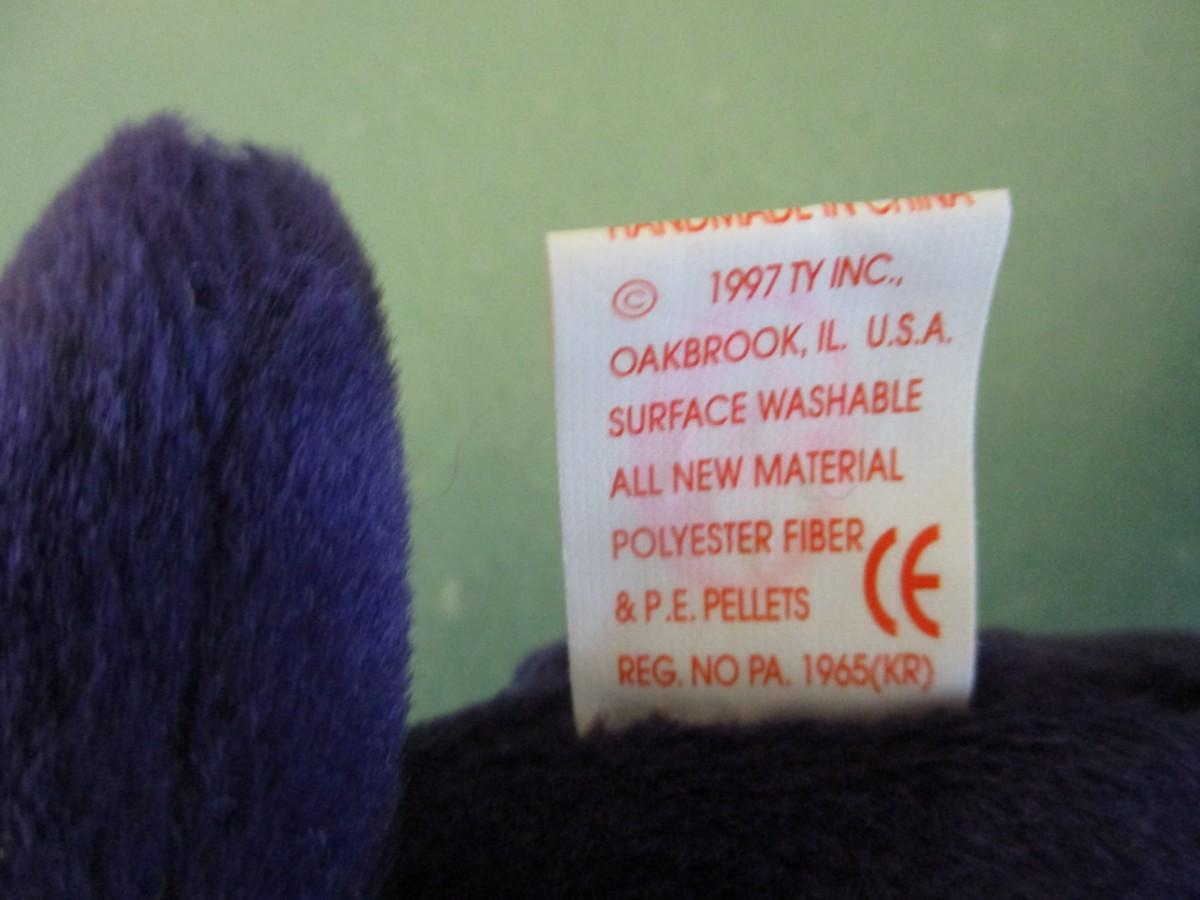 HANDMADE IN CHINA
© 1997 TY INC.,
OAKBROOK, IL. U.S.A.
SURFACE WASHABLE
ALL NEW MATERIAL
POLYESTER FIBER
& P.E. PELLETS CE
REG. NO PA. 1965(KR)